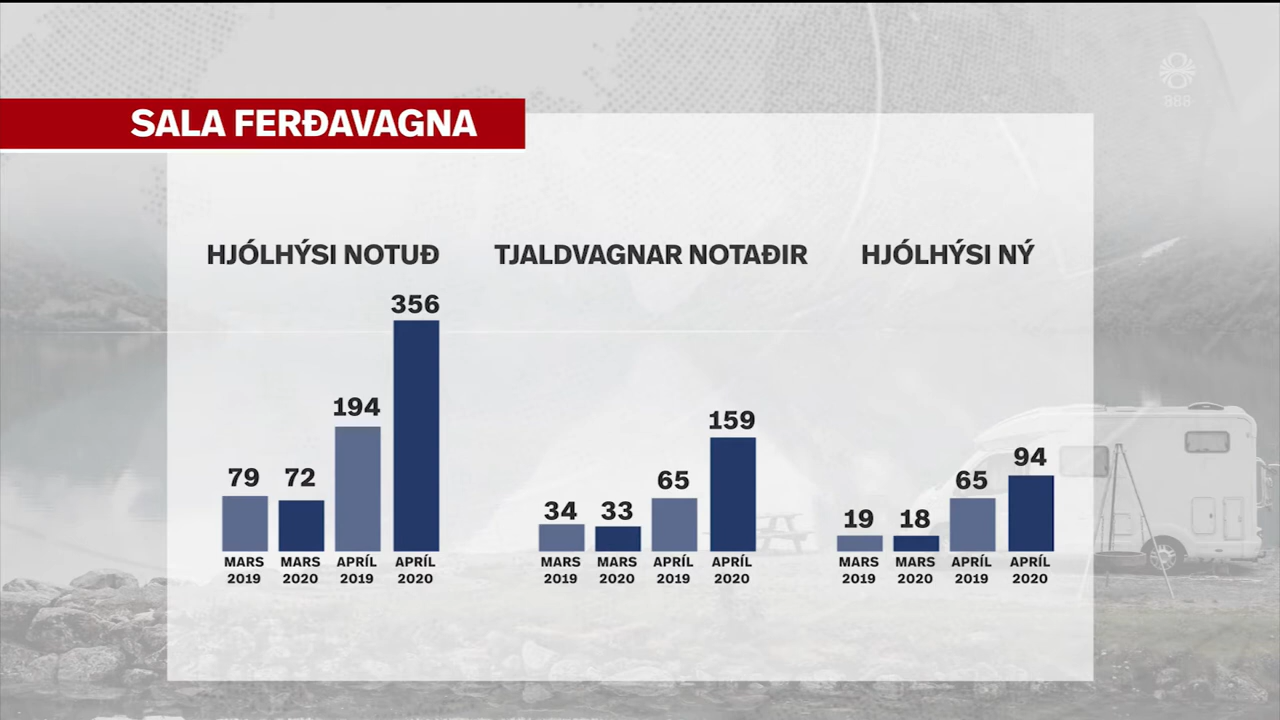 888
SALA FERÐAVAGNA
HJÓLHÝSI NOTUÐ
356
194
79
72
MARS
2019
MARS
2020
APRÍL
2019
APRÍL
2020
TJALDVAGNAR NOTAÐIR
159
65
34
33
MARS
2019
MARS
2020
APRÍL
2019
APRÍL
2020
HJÓLHÝSI NÝ
94
65
19
18
MARS
2019
MARS
2020
APRÍL
2019
APRÍL
2020